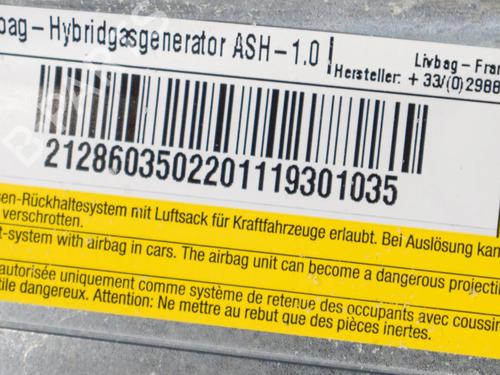 bag – Hybridgasgenerator ASH – 1.0
Livbag – Fran
Hersteller: + 33/(0)2988
2128603502201119301035
en-Rückhaltesystem mit Luftsack für Kraftfahrzeuge erlaubt. Bei Auslösung kan
verschrotten.
t-system with airbag in cars. The airbag unit can become a dangerous projectil
autorisée uniquement comme système de retenue des occupants avec coussin
tile dangereux. Attention: Ne mettre au rebut que des pièces inertes.